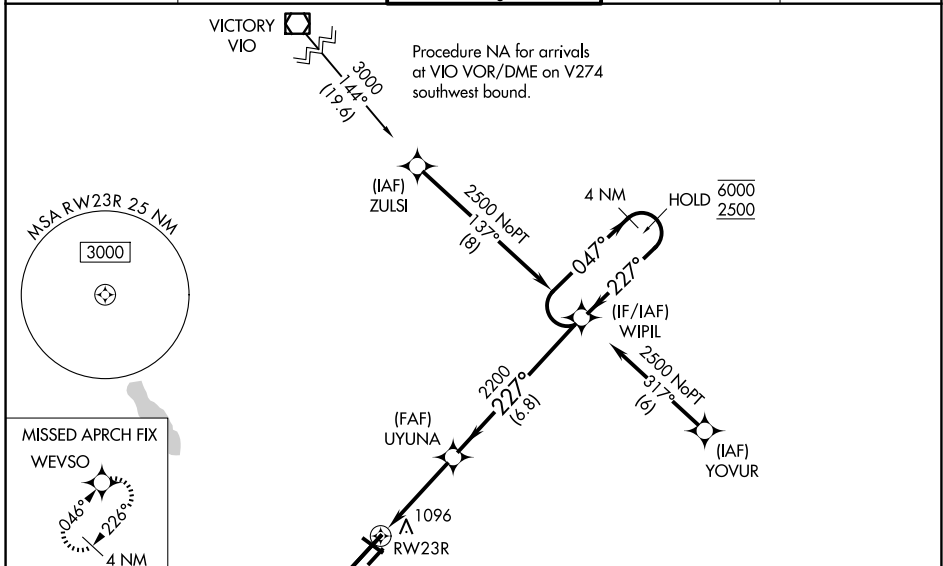 VICTORY
VIO
Procedure NA for arrivals
at VIO VOR/DME on V274
southwest bound.
3000
144°
(19.6)
(IAF)
ZULSI
2500 NoPT
137°
(8)
4 NM
HOLD
6000
2500
047°
227°
(IF/IAF)
WIPIL
MSA RW23R 25 NM
3000
2500 NoPT
317°
(6)
(IAF)
YOVUR
2200
227°
(6.8)
(FAF)
UYUNA
MISSED APRCH FIX
WEVSO
046°
226°
4 NM
1096
RW23R